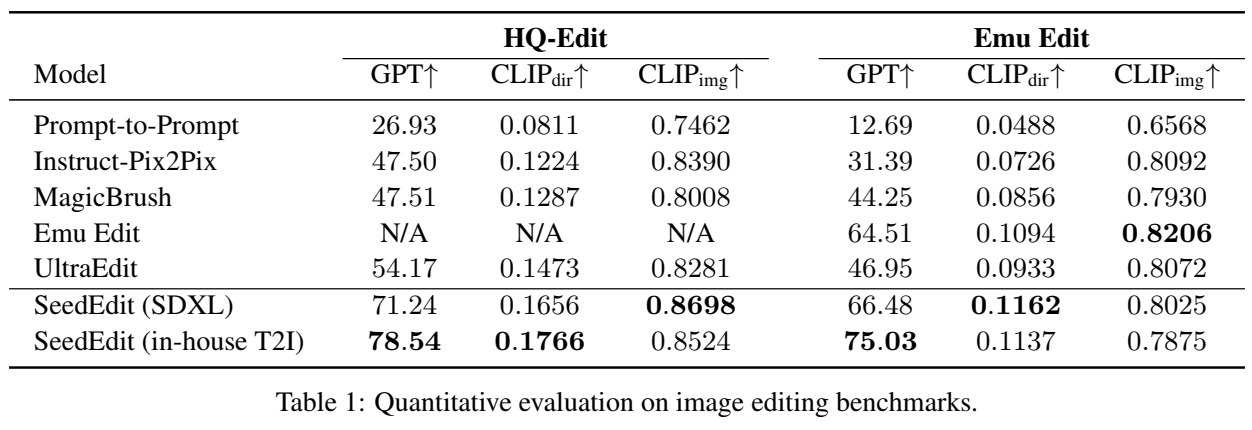 HQ-Edit Emu Edit
Model GPT↑ CLIPdir↑ CLIPimg↑ GPT↑ CLIPdir↑ CLIPimg↑
Prompt-to-Prompt 26.93 0.0811 0.7462 12.69 0.0488 0.6568
Instruct-Pix2Pix 47.50 0.1224 0.8390 31.39 0.0726 0.8092
MagicBrush 47.51 0.1287 0.8008 44.25 0.0856 0.7930
Emu Edit N/A N/A N/A 64.51 0.1094 0.8206
UltraEdit 54.17 0.1473 0.8281 46.95 0.0933 0.8072
SeedEdit (SDXL) 71.24 0.1656 0.8698 66.48 0.1162 0.8025
SeedEdit (in-house T2I) 78.54 0.1766 0.8524 75.03 0.1137 0.7875
Table 1: Quantitative evaluation on image editing benchmarks.